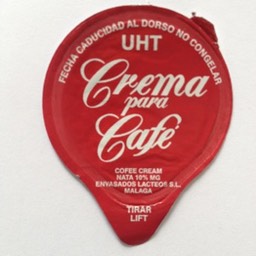 FECHA CADUCIDAD AL DORSO NO CONGELAR
UHT
Crema
para
Café
COFEE CREAM
NATA 10% MG
ENVASADOS LACTEOS S.L.
MALAGA
TIRAR
LIFT